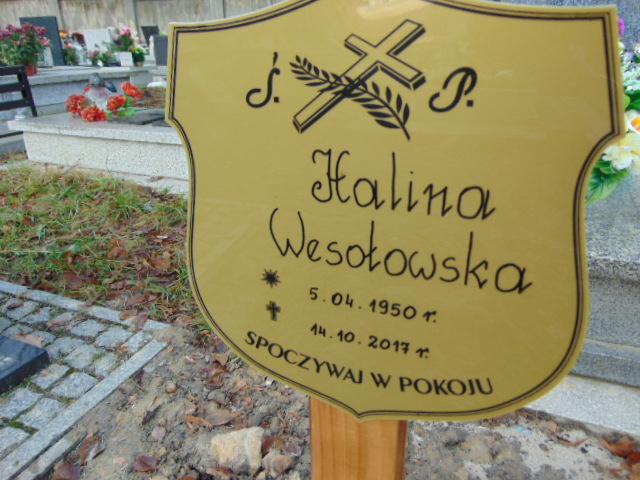 Ś. P.
Halina
Wesołowska
5.04.1950 r.
14.10.2017 r.
SPOCZYWAJ W POKOJU